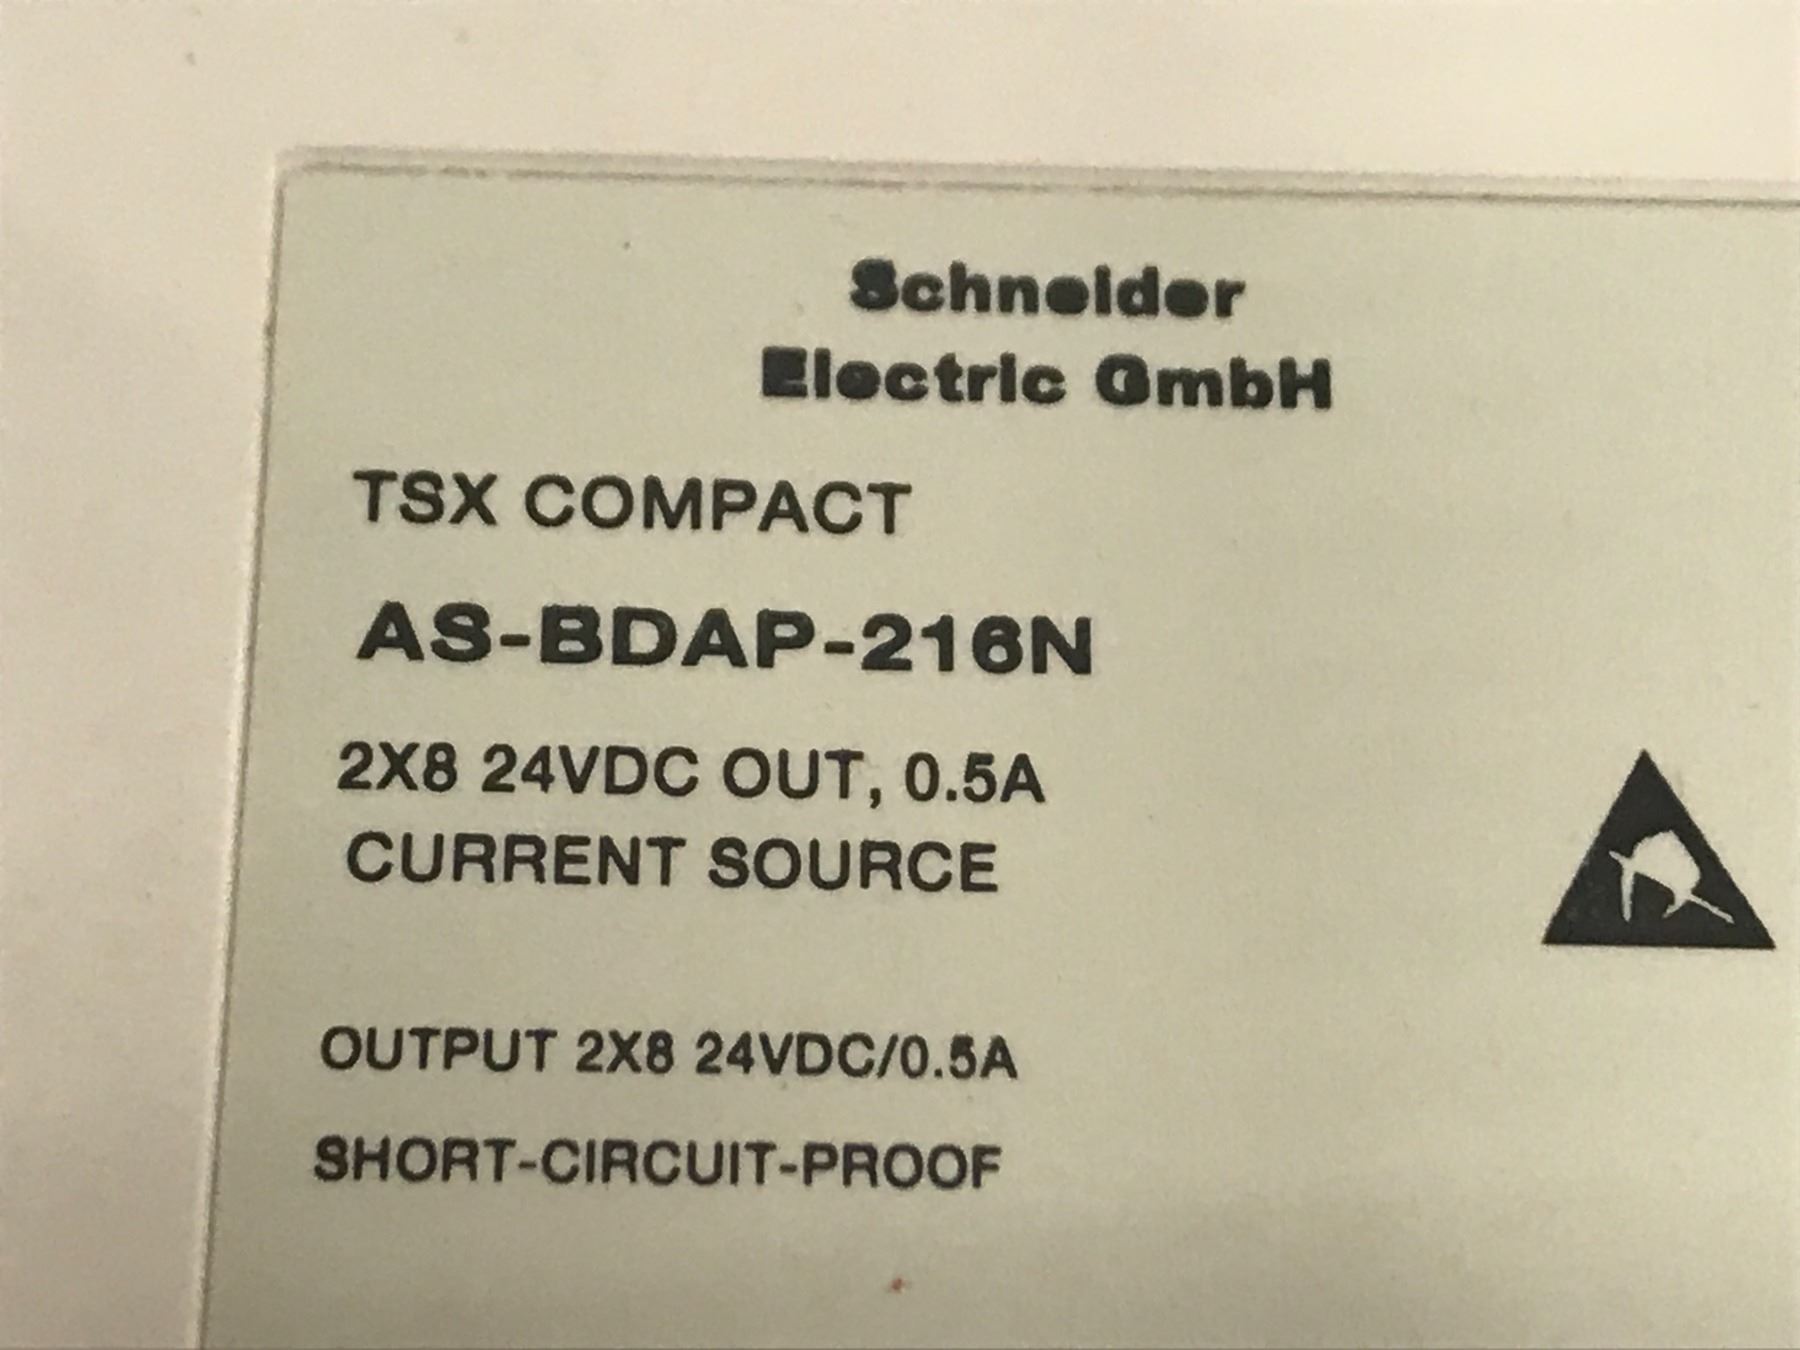 Schneider
Electric GmbH
TSX COMPACT
AS-BDAP-216N
2X8 24VDC OUT, 0.5A
CURRENT SOURCE
OUTPUT 2X8 24VDC/0.5A
SHORT-CIRCUIT-PROOF